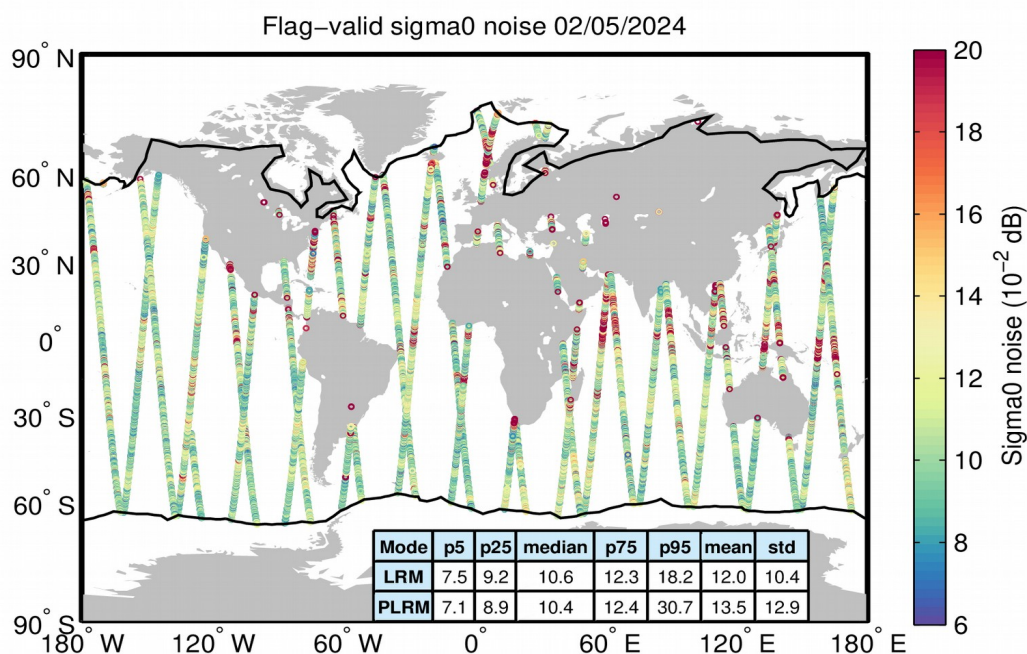 Flag−valid sigma0 noise 02/05/2024
90° N
60° N
30° N
0°
30° S
60° S
90° S
180° W
120° W
60° W
0°
60° E
120° E
180° E
Mode p5 p25 median p75 p95 mean std
LRM 7.5 9.2 10.6 12.3 18.2 12.0 10.4
PLRM 7.1 8.9 10.4 12.4 30.7 13.5 12.9
20
18
16
14
12
10
8
6
Sigma0 noise (10⁻² dB)